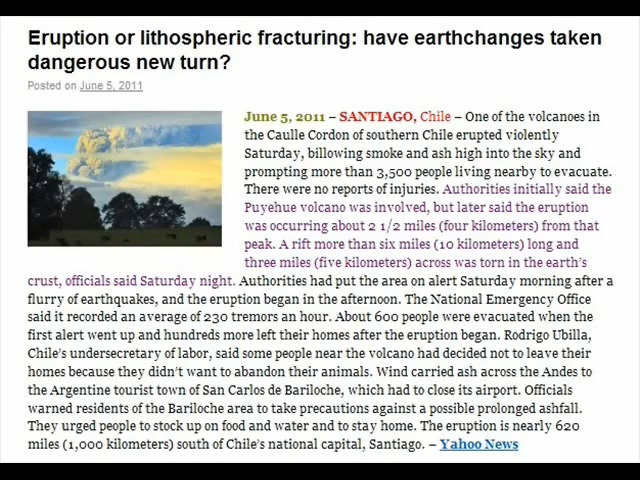 Eruption or lithospheric fracturing: have earthchanges taken
dangerous new turn?
Posted on June 5, 2011
June 5, 2011 – SANTIAGO, Chile – One of the volcanoes in
the Caulle Cordon of southern Chile erupted violently
Saturday, billowing smoke and ash high into the sky and
prompting more than 3,500 people living nearby to evacuate.
There were no reports of injuries. Authorities initially said the
Puyehue volcano was involved, but later said the eruption
was occurring about 2 1/2 miles (four kilometers) from that
peak. A rift more than six miles (10 kilometers) long and
three miles (five kilometers) across was torn in the earth's
crust, officials said Saturday night. Authorities had put the area on alert Saturday morning after a
flurry of earthquakes, and the eruption began in the afternoon. The National Emergency Office
said it recorded an average of 230 tremors an hour. About 600 people were evacuated when the
first alert went up and hundreds more left their homes after the eruption began. Rodrigo Ubilla,
Chile's undersecretary of labor, said some people near the volcano had decided not to leave their
homes because they didn't want to abandon their animals. Wind carried ash across the Andes to
the Argentine tourist town of San Carlos de Bariloche, which had to close its airport. Officials
warned residents of the Bariloche area to take precautions against a possible prolonged ashfall.
They urged people to stock up on food and water and to stay home. The eruption is nearly 620
miles (1,000 kilometers) south of Chile's national capital, Santiago. – Yahoo News